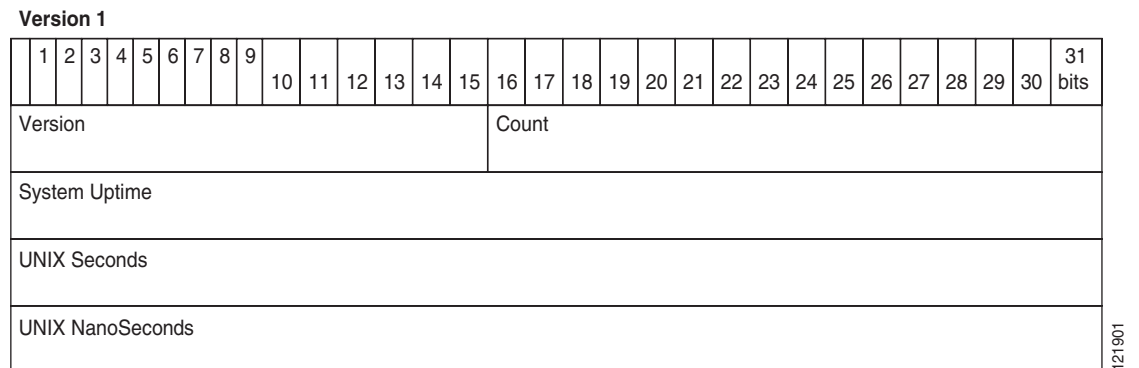 Version 1
1 2 3 4 5 6 7 8 9 10 11 12 13 14 15 16 17 18 19 20 21 22 23 24 25 26 27 28 29 30 31 bits
Version Count
System Uptime
UNIX Seconds
UNIX NanoSeconds
121901